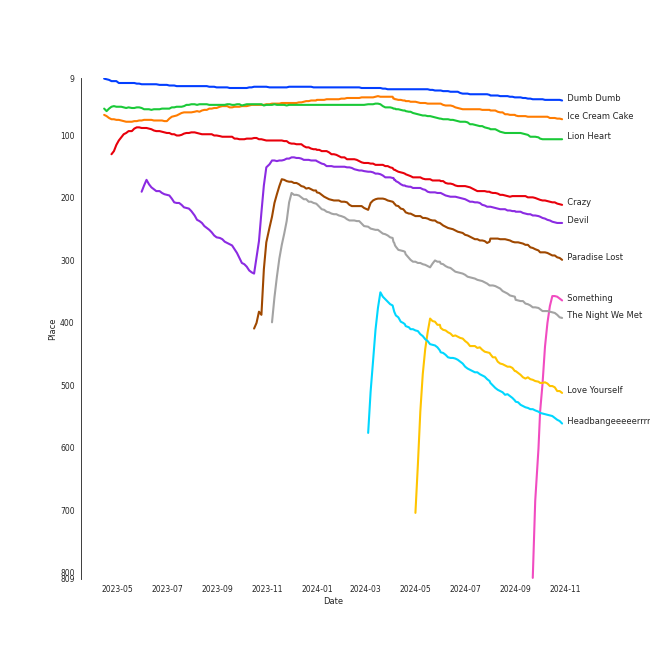 9
100
200
300
400
500
600
700
800
809
Place
Dumb Dumb
Ice Cream Cake
Lion Heart
Crazy
Devil
Paradise Lost
Something
The Night We Met
Love Yourself
Headbangeeeeerrrr
2023-05 2023-07 2023-09 2023-11 2024-01 2024-03 2024-05 2024-07 2024-09 2024-11
Date